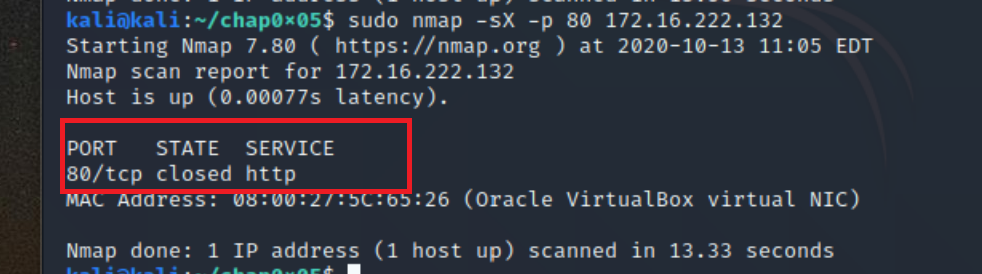 kali@kali:~/chap0×05$ sudo nmap -sX -p 80 172.16.222.132
Starting Nmap 7.80 ( https://nmap.org ) at 2020-10-13 11:05 EDT
Nmap scan report for 172.16.222.132
Host is up (0.00077s latency).
PORT   STATE  SERVICE
80/tcp closed http
MAC Address: 08:00:27:5C:65:26 (Oracle VirtualBox virtual NIC)
Nmap done: 1 IP address (1 host up) scanned in 13.33 seconds
kali@kali:~/chap0×05$